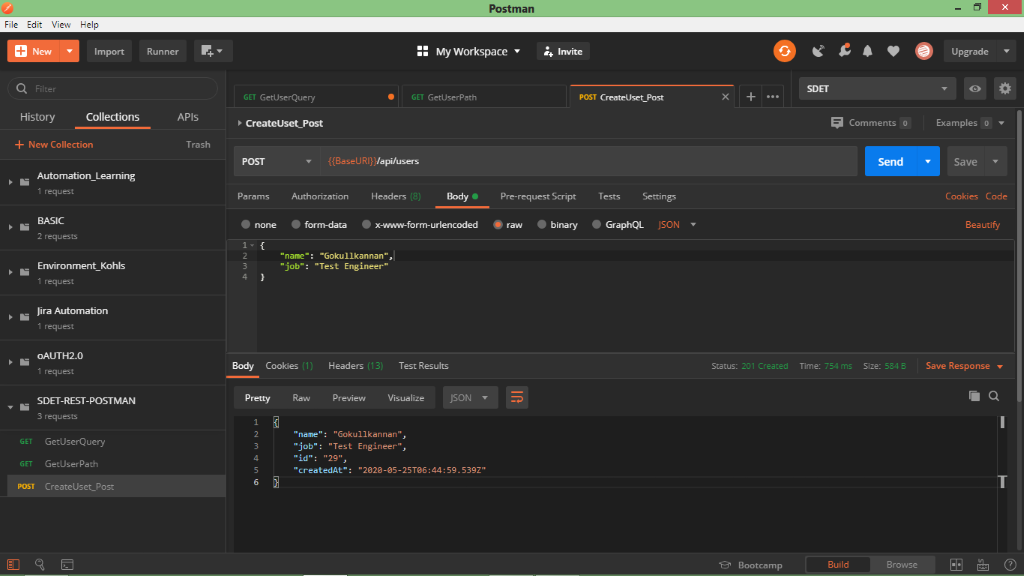 Postman
File Edit View Help
New Import Runner My Workspace Invite Upgrade
Filter
History Collections APIs
+ New Collection Trash
Automation_Learning
1 request
BASIC
2 requests
Environment_Kohls
1 request
Jira Automation
1 request
oAUTH2.0
1 request
SDET-REST-POSTMAN
3 requests
GET GetUserQuery
GET GetUserPath
POST CreateUset_Post
GET GetUserQuery GET GetUserPath POST CreateUset_Post SDET
CreateUset_Post Comments 0 Examples 0
POST {{BaseURI}}/api/users Send Save
Params Authorization Headers (8) Body Pre-request Script Tests Settings Cookies Code
none form-data x-www-form-urlencoded raw binary GraphQL JSON Beautify
1 {
2 "name": "Gokullkannan",
3 "job": "Test Engineer"
4 }
Body Cookies (1) Headers (13) Test Results Status: 201 Created Time: 754 ms Size: 584 B Save Response
Pretty Raw Preview Visualize JSON
1 {
2 "name": "Gokullkannan",
3 "job": "Test Engineer",
4 "id": "29",
5 "createdAt": "2020-05-25T06:44:59.539Z"
6 }
Bootcamp Build Browse